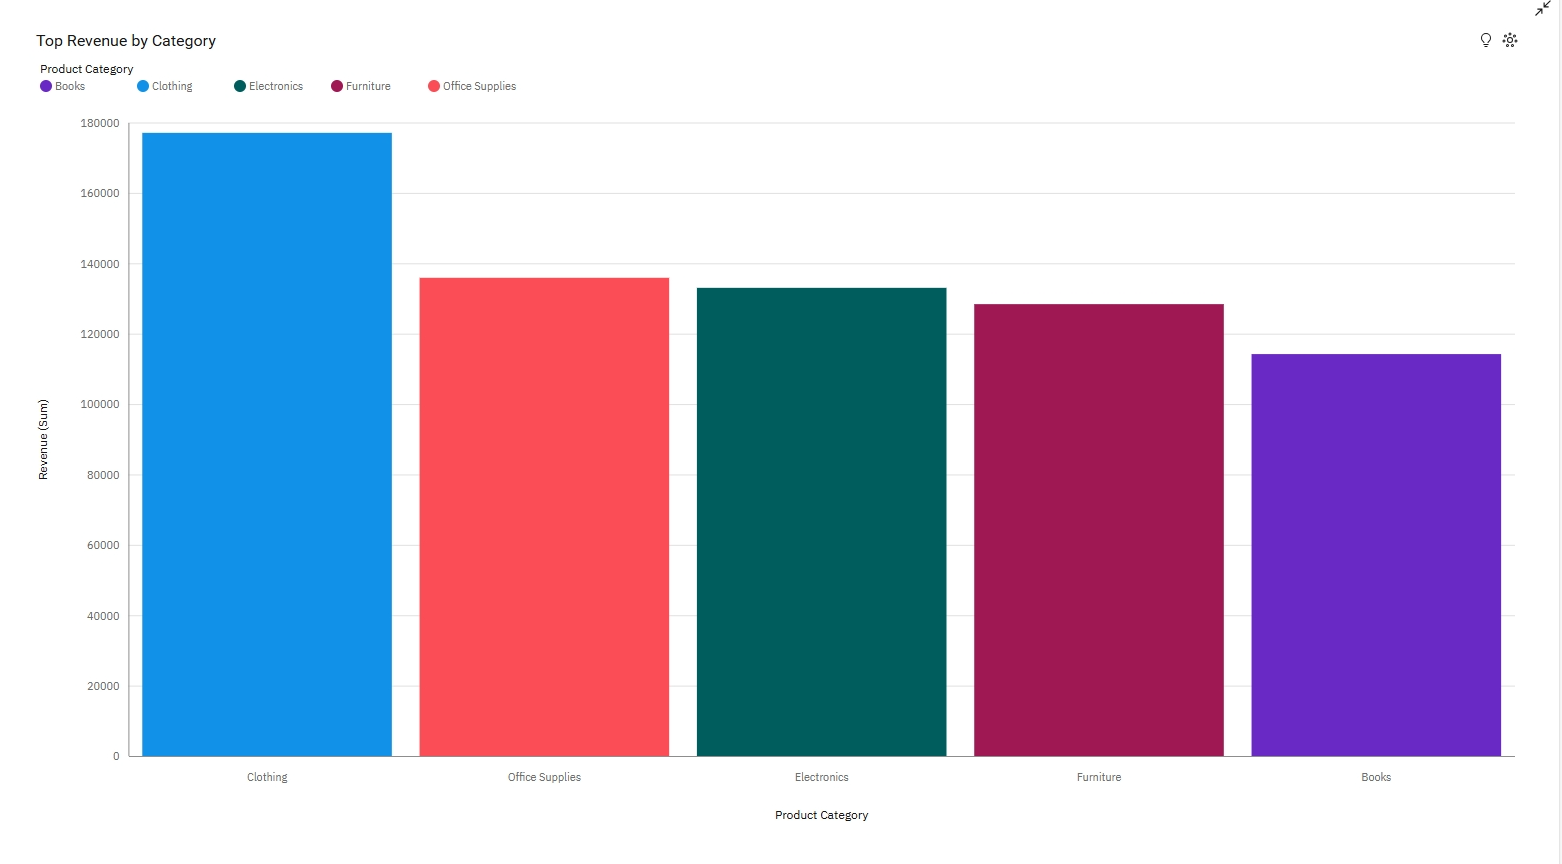 Top Revenue by Category
Product Category
Books Clothing Electronics Furniture Office Supplies
180000
160000
140000
120000
100000
80000
60000
40000
20000
0
Revenue (Sum)
Clothing Office Supplies Electronics Furniture Books
Product Category